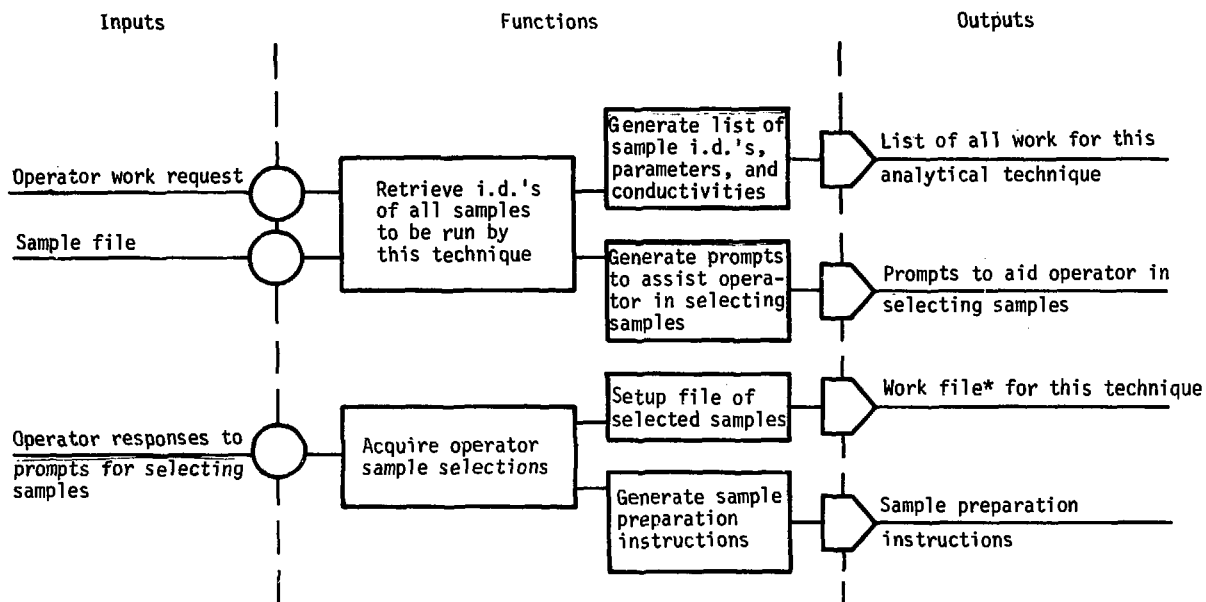 Inputs
Functions
Outputs
Operator work request
Sample file
Retrieve i.d.'s
of all samples
to be run by
this technique
Generate list of
sample i.d.'s,
parameters, and
conductivities
List of all work for this
analytical technique
Generate prompts
to assist opera-
tor in selecting
samples
Prompts to aid operator in
selecting samples
Operator responses to
prompts for selecting
samples
Acquire operator
sample selections
Setup file of
selected samples
Work file* for this technique
Generate sample
preparation
instructions
Sample preparation
instructions